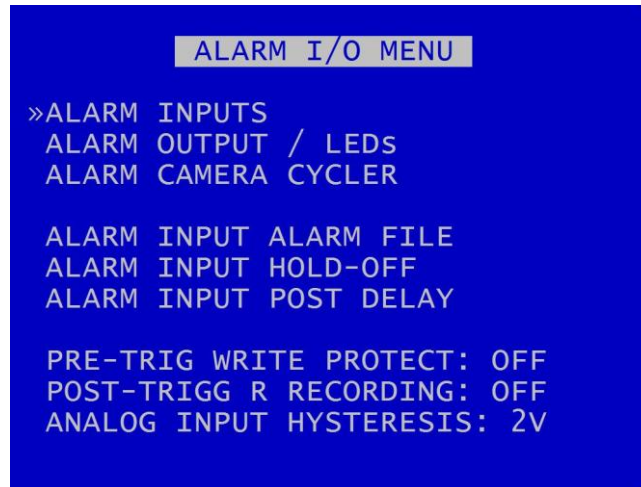 ALARM I/O MENU
»ALARM INPUTS
ALARM OUTPUT / LEDs
ALARM CAMERA CYCLER
ALARM INPUT ALARM FILE
ALARM INPUT HOLD-OFF
ALARM INPUT POST DELAY
PRE-TRIG WRITE PROTECT: OFF
POST-TRIGG R RECORDING: OFF
ANALOG INPUT HYSTERESIS: 2V